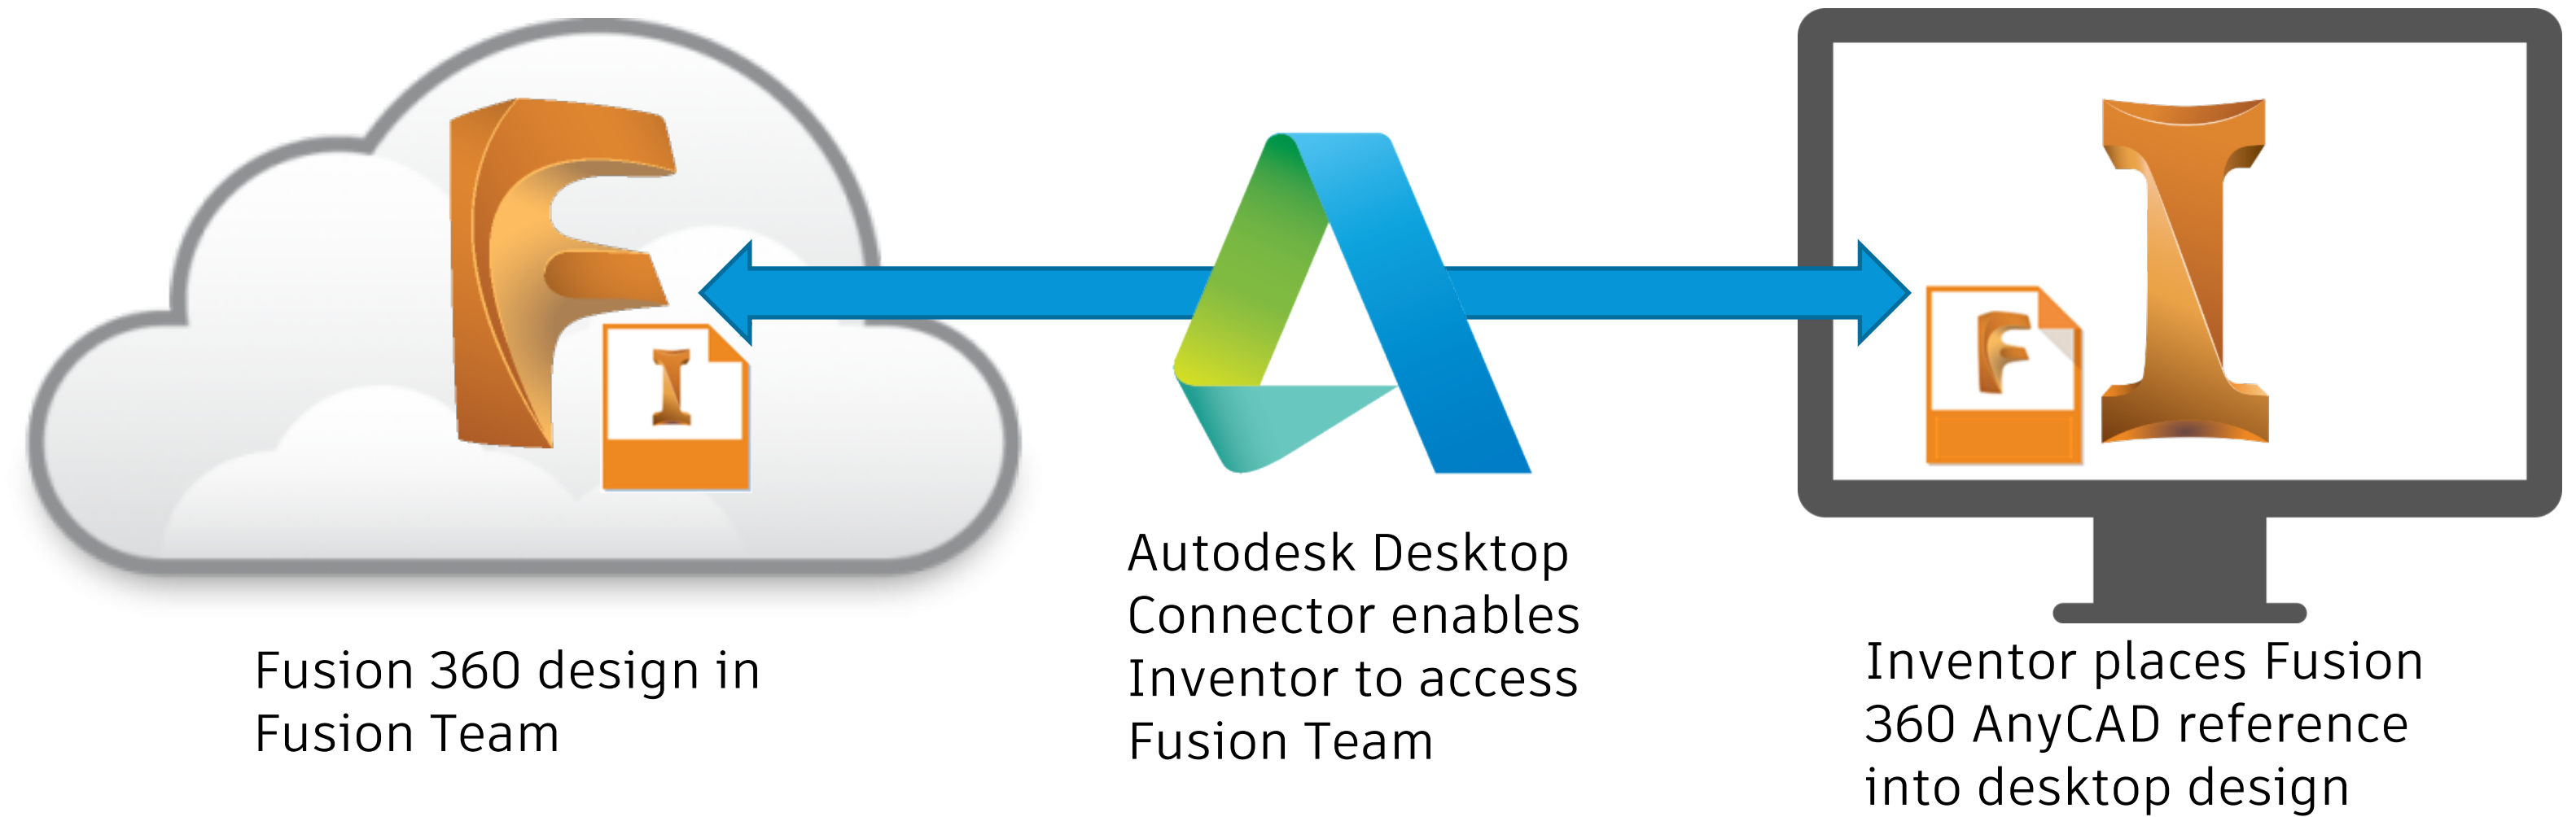 Fusion 360 design in
Fusion Team
Autodesk Desktop
Connector enables
Inventor to access
Fusion Team
Inventor places Fusion
360 AnyCAD reference
into desktop design